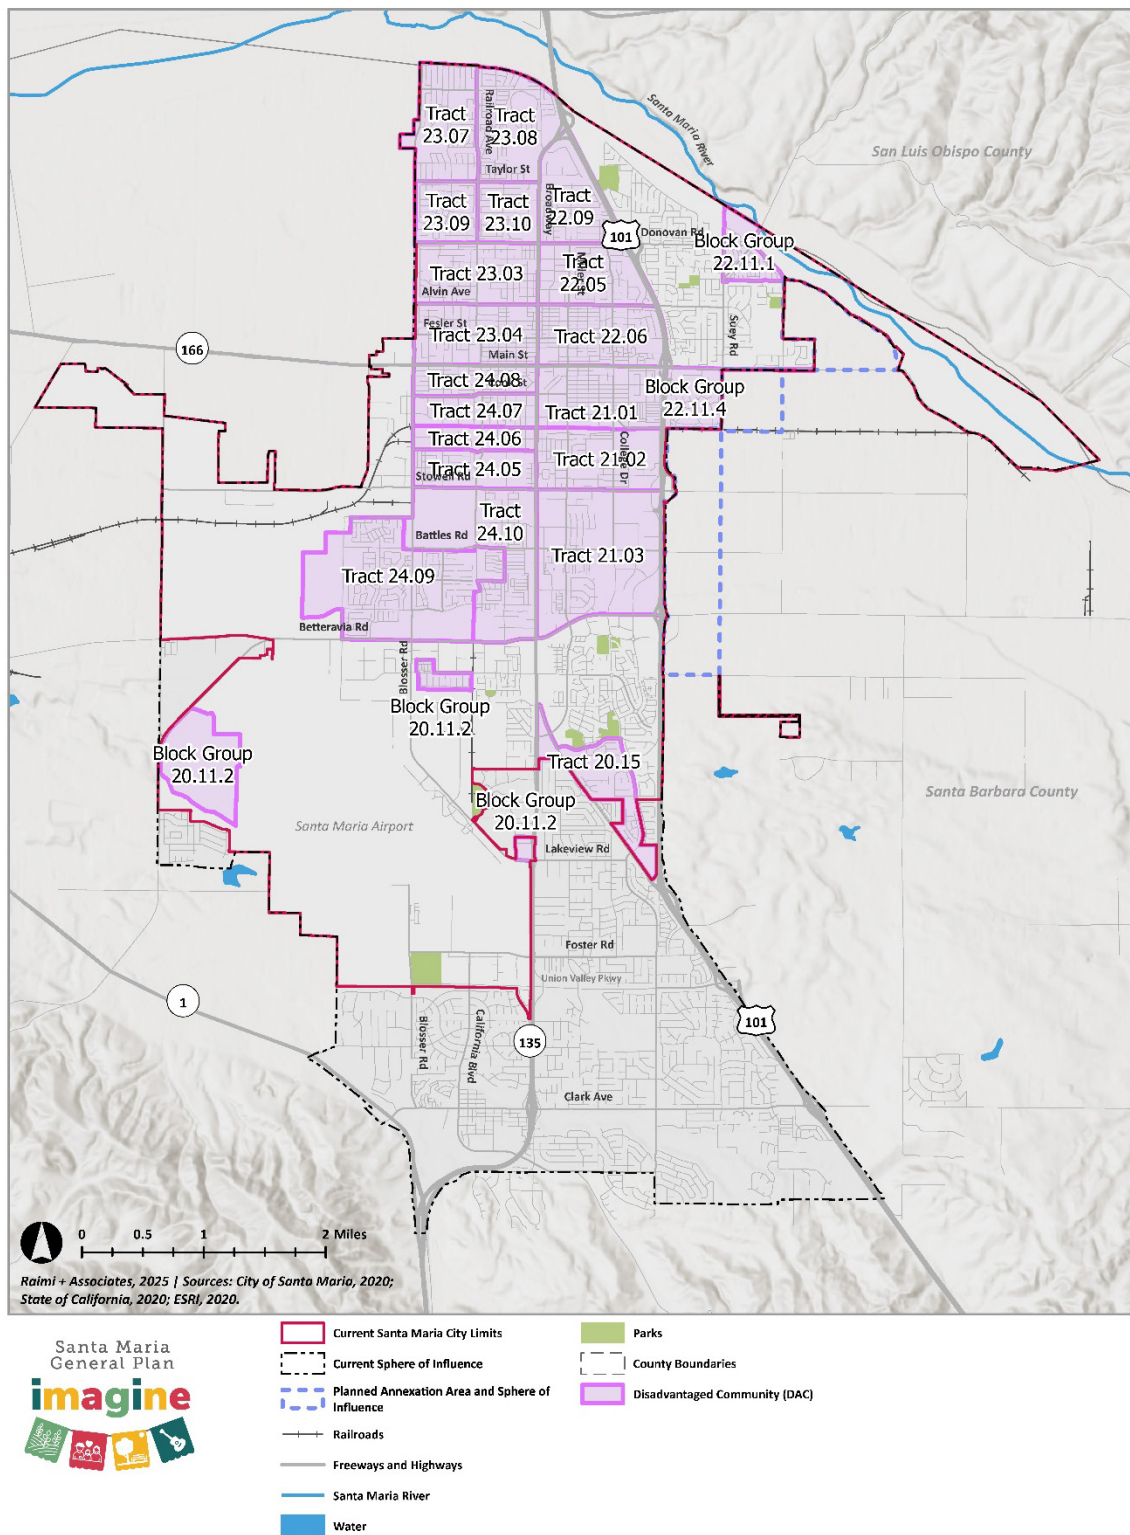 Santa Maria River
San Luis Obispo County
Tract
23.07
Railroad Ave
Tract
23.08
Taylor St
Tract
23.09
Tract
23.10
Broadway
Tract
22.09
101
Donovan Rd
Block Group
22.11.1
Tract 23.03
Miller St
Tract
22.05
Alvin Ave
Fesler St
Tract 23.04
Tract 22.06
Suey Rd
166
Main St
Tract 24.08
Cook St
Block Group
22.11.4
Tract 24.07
Tract 21.01
Tract 24.06
College Dr
Tract 24.05
Tract 21.02
Stowell Rd
Tract
24.10
Battles Rd
Tract 21.03
Tract 24.09
Betteravia Rd
Blosser Rd
Block Group
20.11.2
Block Group
20.11.2
Tract 20.15
Block Group
20.11.2
Santa Barbara County
Santa Maria Airport
Lakeview Rd
Foster Rd
Union Valley Pkwy
1
Blosser Rd
California Blvd
135
101
Clark Ave
0 0.5 1 2 Miles
Raimi + Associates, 2025 | Sources: City of Santa Maria, 2020;
State of California, 2020; ESRI, 2020.
Santa Maria
General Plan
imagine
Current Santa Maria City Limits
Current Sphere of Influence
Planned Annexation Area and Sphere of
Influence
Railroads
Freeways and Highways
Santa Maria River
Water
Parks
County Boundaries
Disadvantaged Community (DAC)